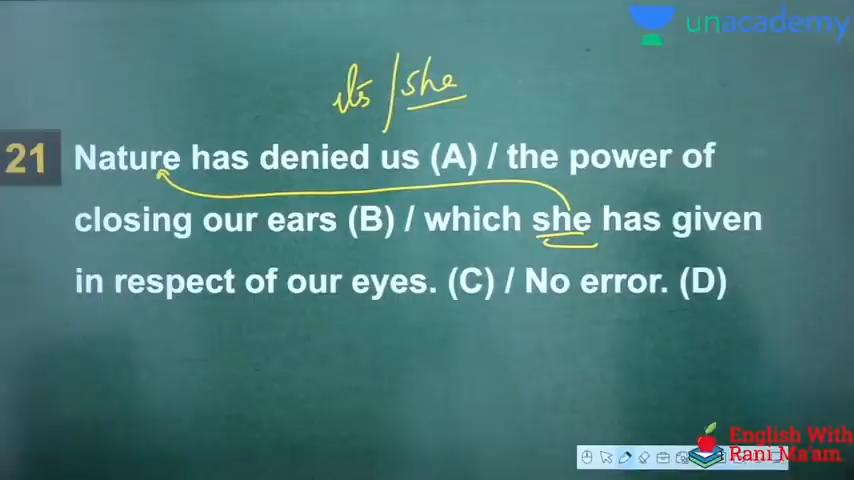 unacademy
its/she
21 Nature has denied us (A) / the power of
closing our ears (B) / which she has given
in respect of our eyes. (C) / No error. (D)
English With
Rani Ma'am